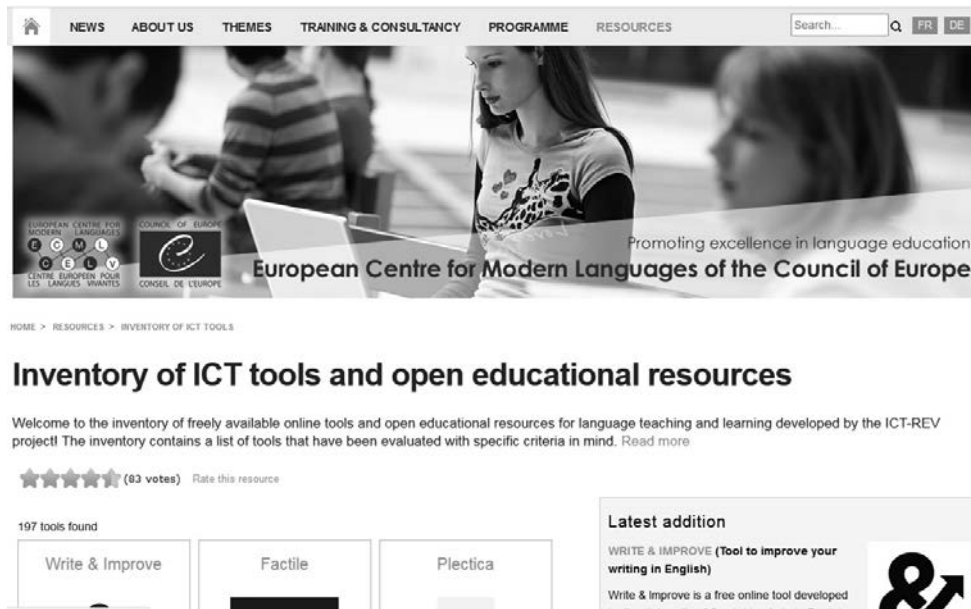 NEWS ABOUT US THEMES TRAINING & CONSULTANCY PROGRAMME RESOURCES Search... FR DE
EUROPEAN CENTRE FOR
MODERN LANGUAGES
E C M L
C E L V
CENTRE EUROPEEN POUR
LES LANGUES VIVANTES
COUNCIL OF EUROPE
CONSEIL DE L'EUROPE
Promoting excellence in language education
European Centre for Modern Languages of the Council of Europe
HOME > RESOURCES > INVENTORY OF ICT TOOLS
Inventory of ICT tools and open educational resources
Welcome to the inventory of freely available online tools and open educational resources for language teaching and learning developed by the ICT-REV
project! The inventory contains a list of tools that have been evaluated with specific criteria in mind. Read more
(83 votes) Rate this resource
197 tools found
Write & Improve
Factile
Plectica
Latest addition
WRITE & IMPROVE (Tool to improve your
writing in English)
Write & Improve is a free online tool developed
&